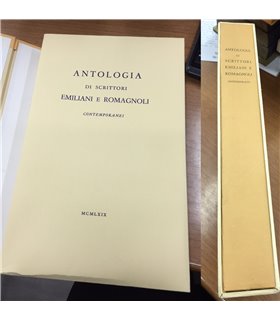 ANTOLOGIA
DI SCRITTORI
EMILIANI E ROMAGNOLI
CONTEMPORANEI
MCMLXIX
ANTOLOGIA
DI
SCRITTORI
EMILIANI E
ROMAGNOLI
CONTEMPORANEI